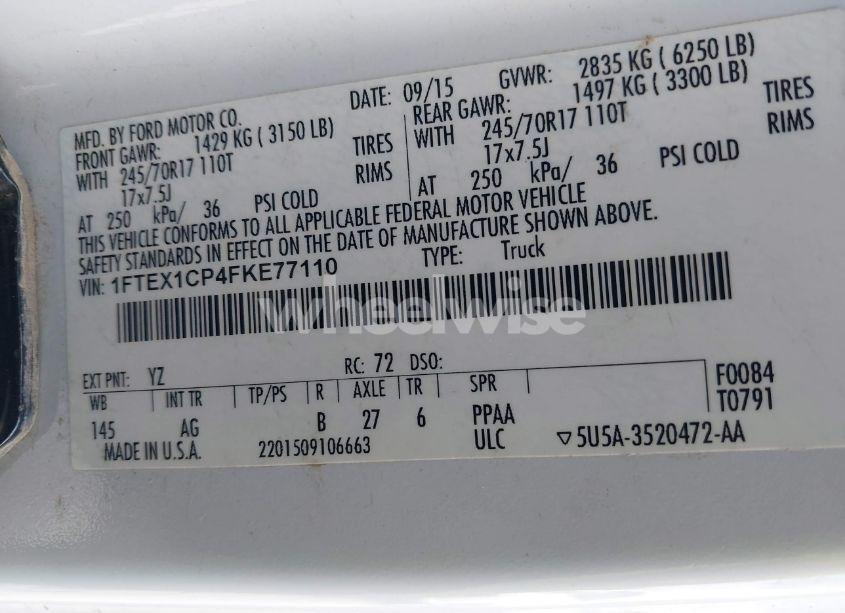 MFD. BY FORD MOTOR CO. DATE: 09/15 GVWR: 2835 KG ( 6250 LB)
FRONT GAWR: 1429 KG ( 3150 LB) REAR GAWR: 1497 KG ( 3300 LB)
WITH 245/70R17 110T TIRES WITH 245/70R17 110T TIRES
17x7.5J RIMS 17x7.5J RIMS
AT 250 kPa/ 36 PSI COLD AT 250 kPa/ 36 PSI COLD
THIS VEHICLE CONFORMS TO ALL APPLICABLE FEDERAL MOTOR VEHICLE
SAFETY STANDARDS IN EFFECT ON THE DATE OF MANUFACTURE SHOWN ABOVE.
VIN: 1FTEX1CP4FKE77110 TYPE: Truck
wheelwise
EXT PNT: YZ RC: 72 DSO:
WB INT TR TP/PS R AXLE TR SPR F0084
145 AG B 27 6 PPAA T0791
MADE IN U.S.A. 2201509106663 ULC ▽5U5A-3520472-AA